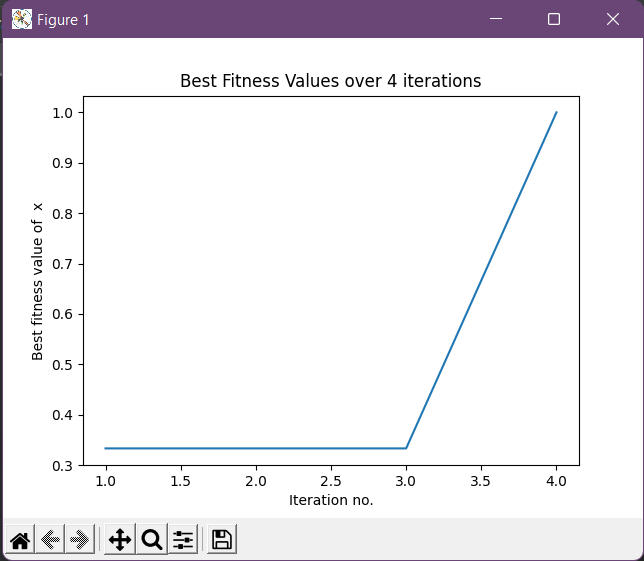 Figure 1
Best Fitness Values over 4 iterations
1.0
0.9
0.8
0.7
0.6
0.5
0.4
0.3
Best fitness value of  x
1.0 1.5 2.0 2.5 3.0 3.5 4.0
Iteration no.